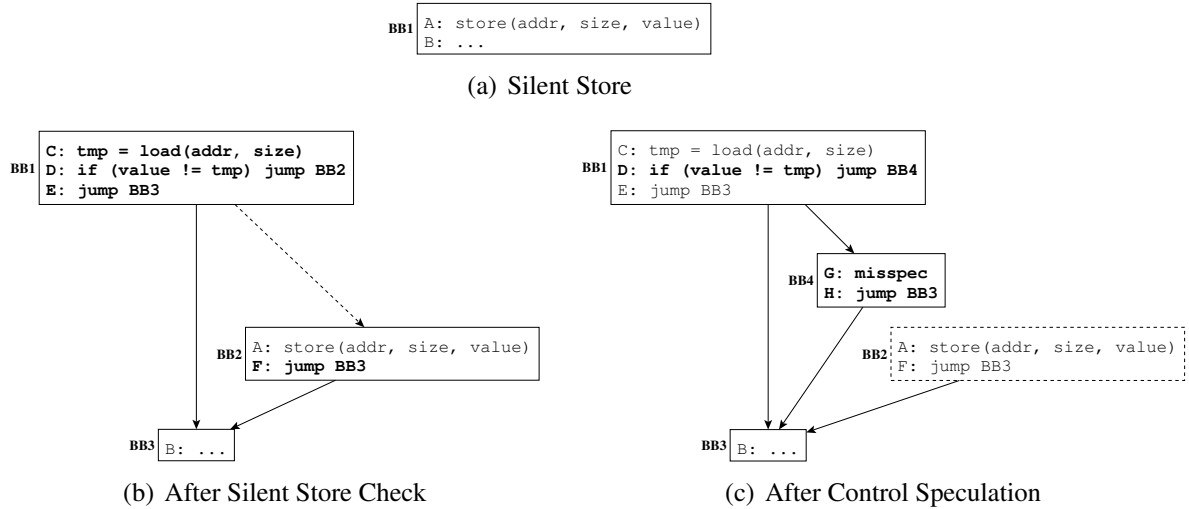 BB1
A: store(addr, size, value)
B: ...
(a) Silent Store
BB1
C: tmp = load(addr, size)
D: if (value != tmp) jump BB2
E: jump BB3
BB2
A: store(addr, size, value)
F: jump BB3
BB3
B: ...
(b) After Silent Store Check
BB1
C: tmp = load(addr, size)
D: if (value != tmp) jump BB4
E: jump BB3
BB4
G: misspec
H: jump BB3
BB2
A: store(addr, size, value)
F: jump BB3
BB3
B: ...
(c) After Control Speculation